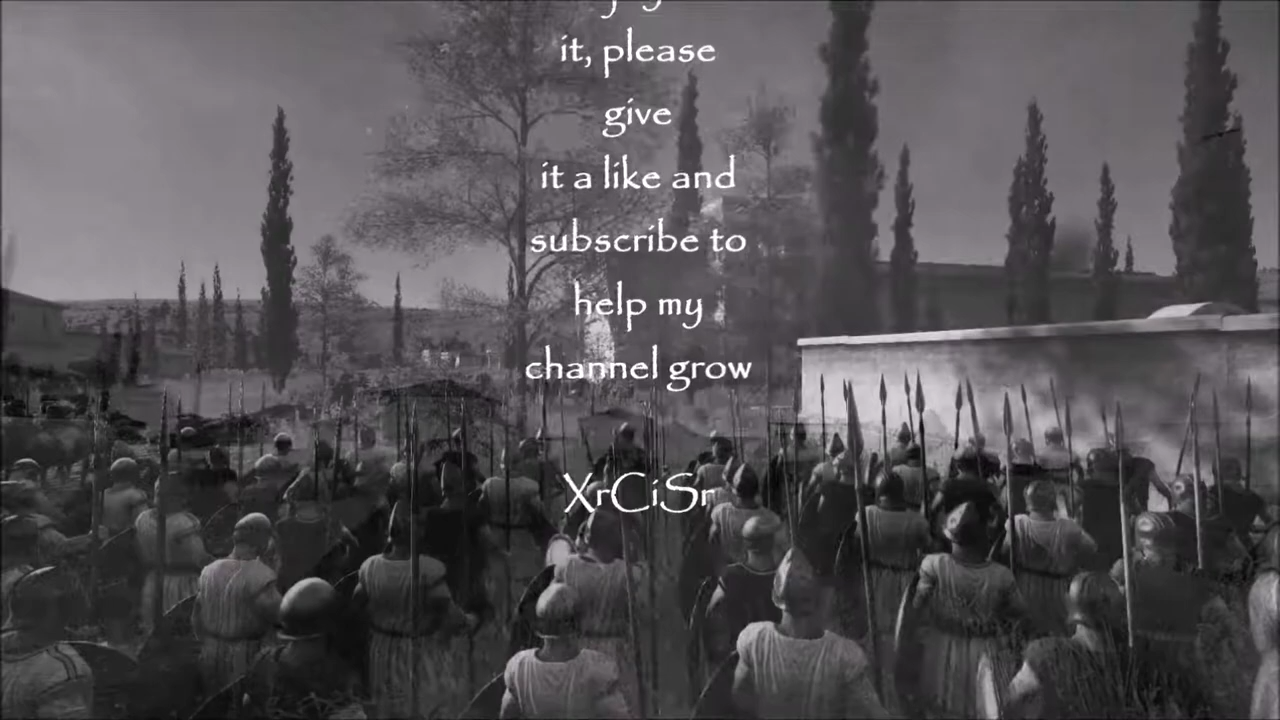 it, please
give
it a like and
subscribe to
help my
channel grow
XrCiSr